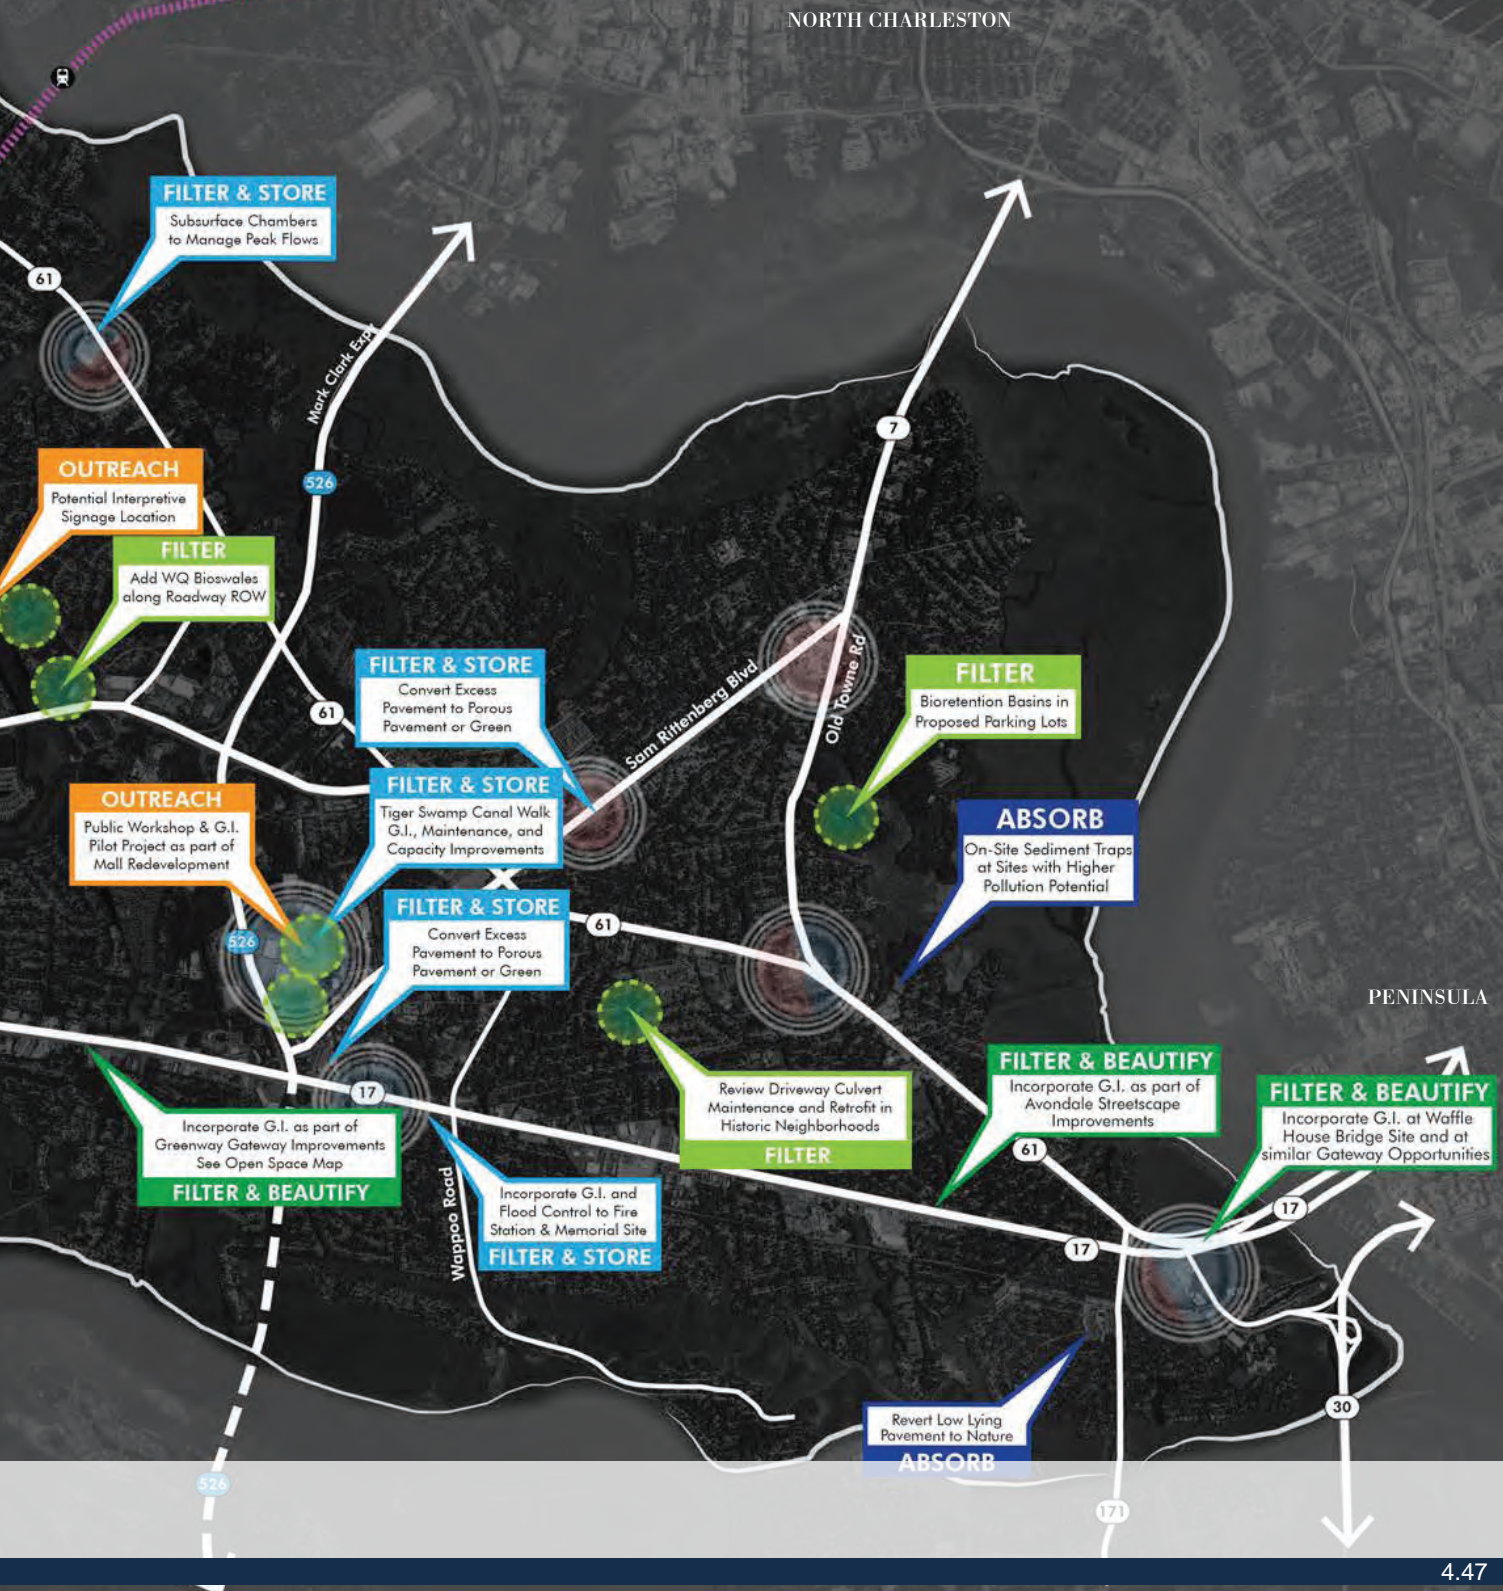 NORTH CHARLESTON
FILTER & STORE
Subsurface Chambers
to Manage Peak Flows
61
Mark Clark Expy
7
OUTREACH
Potential Interpretive
Signage Location
526
FILTER
Add WQ Bioswales
along Roadway ROW
FILTER & STORE
Convert Excess
Pavement to Porous
Pavement or Green
61
Sam Rittenberg Blvd
Old Towne Rd
FILTER
Bioretention Basins in
Proposed Parking Lots
OUTREACH
Public Workshop & G.I.
Pilot Project as part of
Mall Redevelopment
FILTER & STORE
Tiger Swamp Canal Walk
G.I., Maintenance, and
Capacity Improvements
ABSORB
On-Site Sediment Traps
at Sites with Higher
Pollution Potential
FILTER & STORE
Convert Excess
Pavement to Porous
Pavement or Green
61
526
PENINSULA
17
Incorporate G.I. as part of
Greenway Gateway Improvements
See Open Space Map
FILTER & BEAUTIFY
Review Driveway Culvert
Maintenance and Retrofit in
Historic Neighborhoods
FILTER
FILTER & BEAUTIFY
Incorporate G.I. as part of
Avondale Streetscape
Improvements
FILTER & BEAUTIFY
Incorporate G.I. at Waffle
House Bridge Site and at
similar Gateway Opportunities
61
Wappoo Road
Incorporate G.I. and
Flood Control to Fire
Station & Memorial Site
FILTER & STORE
17
17
Revert Low Lying
Pavement to Nature
ABSORB
30
526
171
4.47